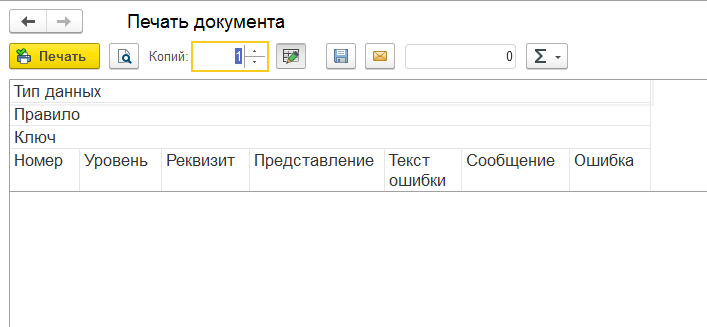 Печать документа
Печать Копий: 1 0 Σ
Тип данных
Правило
Ключ
Номер Уровень Реквизит Представление Текст ошибки Сообщение Ошибка